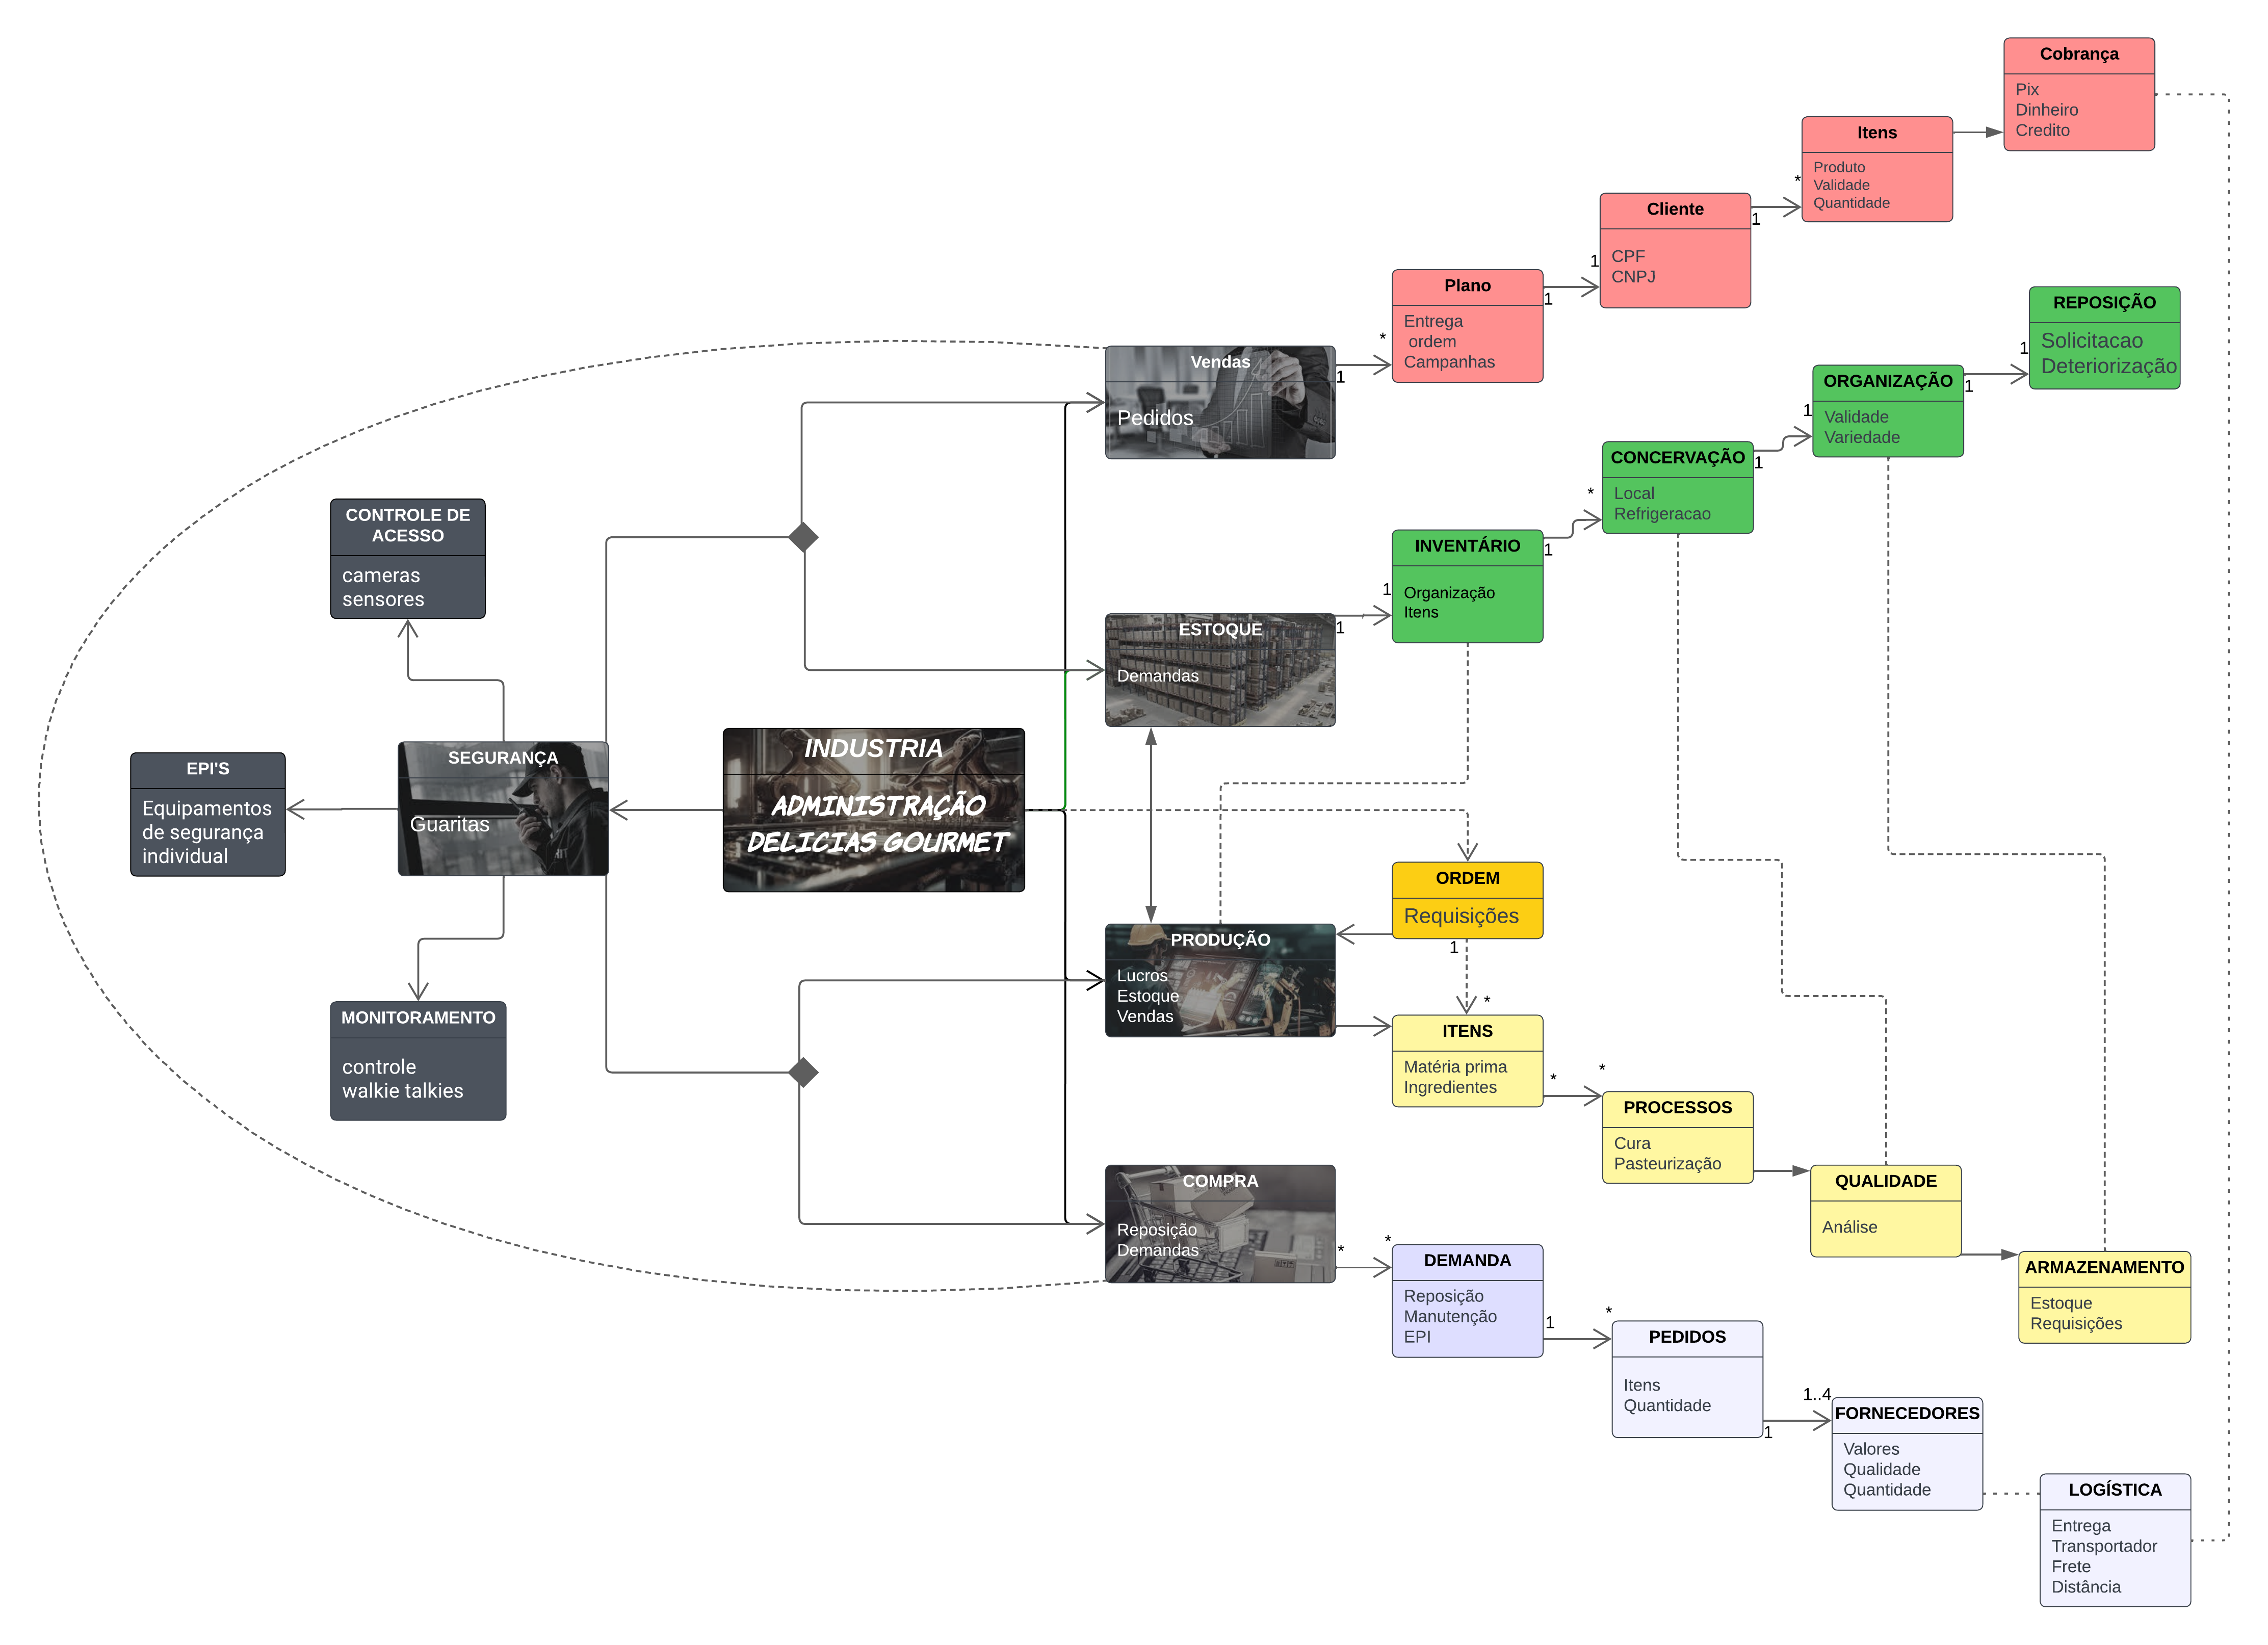 Cobrança
Pix
Dinheiro
Credito
Itens
Produto
Validade
Quantidade
*
1
Cliente
CPF
CNPJ
1
1
Plano
Entrega
ordem
Campanhas
*
1
Vendas
Pedidos
REPOSIÇÃO
Solicitacao
Deteriorização
1
1
ORGANIZAÇÃO
Validade
Variedade
1
1
CONCERVAÇÃO
Local
Refrigeracao
*
1
INVENTÁRIO
Organização
Itens
1
1
ESTOQUE
Demandas
CONTROLE DE
ACESSO
cameras
sensores
EPI'S
Equipamentos
de segurança
individual
SEGURANÇA
Guaritas
MONITORAMENTO
controle
walkie talkies
INDUSTRIA
ADMINISTRAÇÃO
DELICIAS GOURMET
ORDEM
Requisições
1
*
PRODUÇÃO
Lucros
Estoque
Vendas
ITENS
Matéria prima
Ingredientes
*
*
PROCESSOS
Cura
Pasteurização
QUALIDADE
Análise
ARMAZENAMENTO
Estoque
Requisições
COMPRA
Reposição
Demandas
*
*
DEMANDA
Reposição
Manutenção
EPI
1
*
PEDIDOS
Itens
Quantidade
1
1..4
FORNECEDORES
Valores
Qualidade
Quantidade
LOGÍSTICA
Entrega
Transportador
Frete
Distância